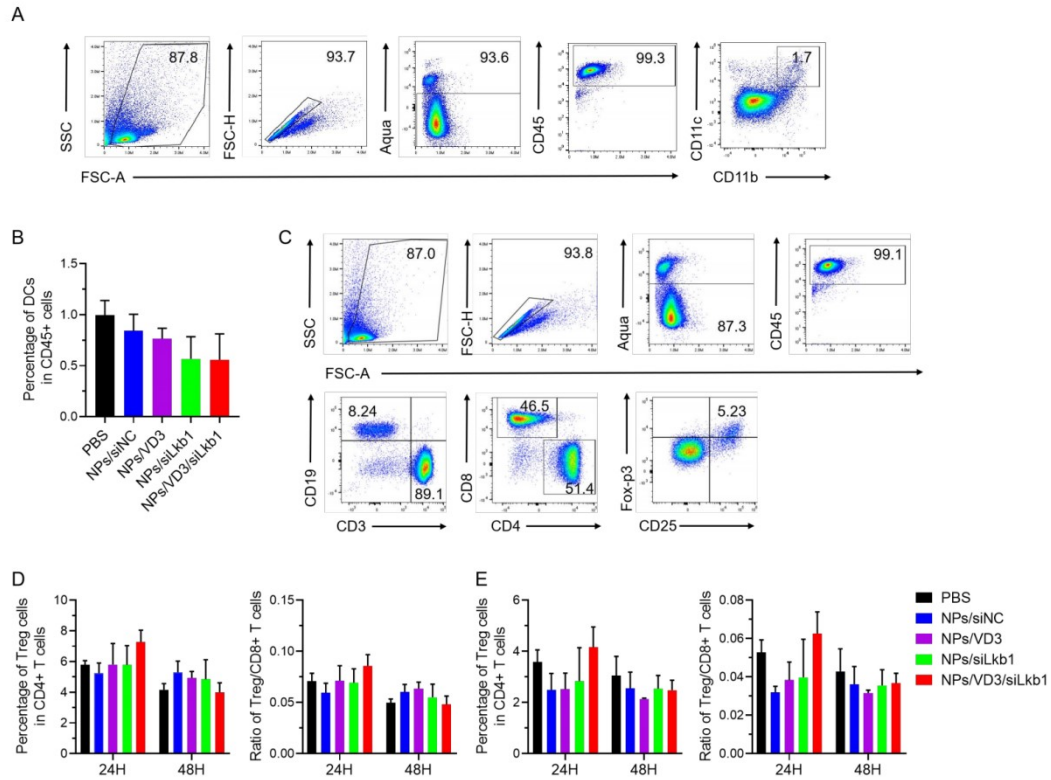 A
87.8
93.7
93.6
99.3
1.7
SSC
FSC-H
Aqua
CD45
CD11c
FSC-A
CD11b
B
Percentage of DCs
in CD45+ cells
1.5
1.0
0.5
0.0
PBS
NPs/siNC
NPs/VD3
NPs/siLkb1
NPs/VD3/siLkb1
C
87.0
93.8
87.3
99.1
SSC
FSC-H
Aqua
CD45
FSC-A
8.24
89.1
46.5
51.4
5.23
CD19
CD8
Fox-p3
CD3
CD4
CD25
D
Percentage of Treg cells
in CD4+ T cells
10
8
6
4
2
0
24H
48H
Ratio of Treg/CD8+ T cells
0.15
0.10
0.05
0.00
24H
48H
E
Percentage of Treg cells
in CD4+ T cells
6
4
2
0
24H
48H
Ratio of Treg/CD8+ T cells
0.08
0.06
0.04
0.02
0.00
24H
48H
PBS
NPs/siNC
NPs/VD3
NPs/siLkb1
NPs/VD3/siLkb1